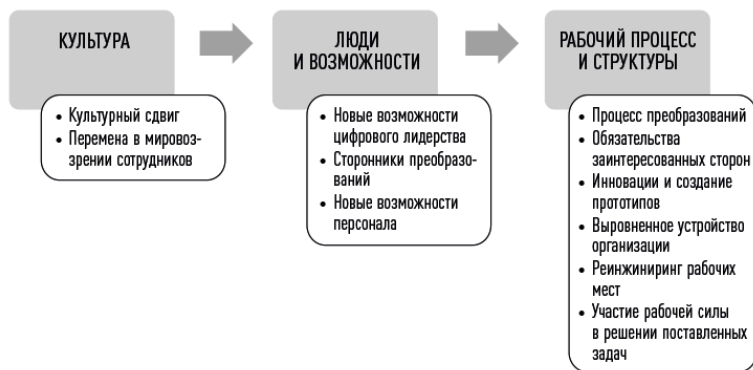 КУЛЬТУРА
• Культурный сдвиг
• Перемена в мировоз-
зрении сотрудников
ЛЮДИ
И ВОЗМОЖНОСТИ
• Новые возможности
цифрового лидерства
• Сторонники преобразо-
ваний
• Новые возможности
персонала
РАБОЧИЙ ПРОЦЕСС
И СТРУКТУРЫ
• Процесс преобразований
• Обязательства
заинтересованных сторон
• Инновации и создание
прототипов
• Выровненное устройство
организации
• Реинжиниринг рабочих
мест
• Участие рабочей силы
в решении поставленных
задач